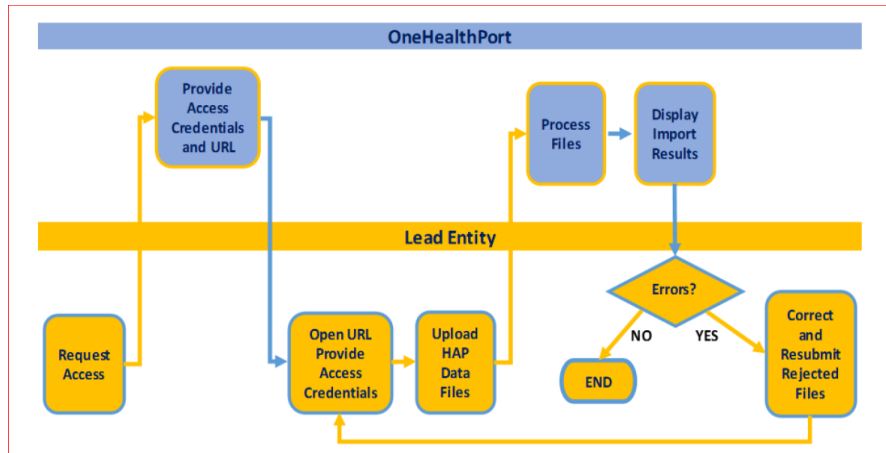 OneHealthPort
Provide
Access
Credentials
and URL
Process
Files
Display
Import
Results
Lead Entity
Request
Access
Open URL
Provide
Access
Credentials
Upload
HAP
Data
Files
Errors?
NO
YES
END
Correct
and
Resubmit
Rejected
Files